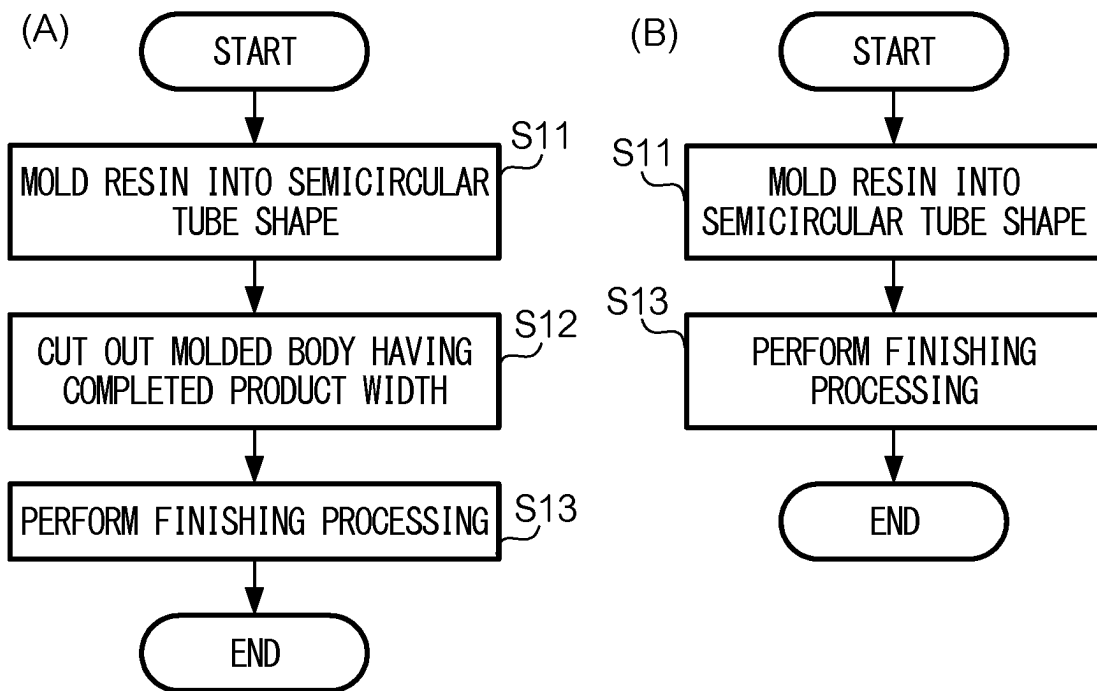 (A)
START
S11
MOLD RESIN INTO SEMICIRCULAR
TUBE SHAPE
S12
CUT OUT MOLDED BODY HAVING
COMPLETED PRODUCT WIDTH
S13
PERFORM FINISHING PROCESSING
END
(B)
START
S11
MOLD RESIN INTO
SEMICIRCULAR TUBE SHAPE
S13
PERFORM FINISHING
PROCESSING
END